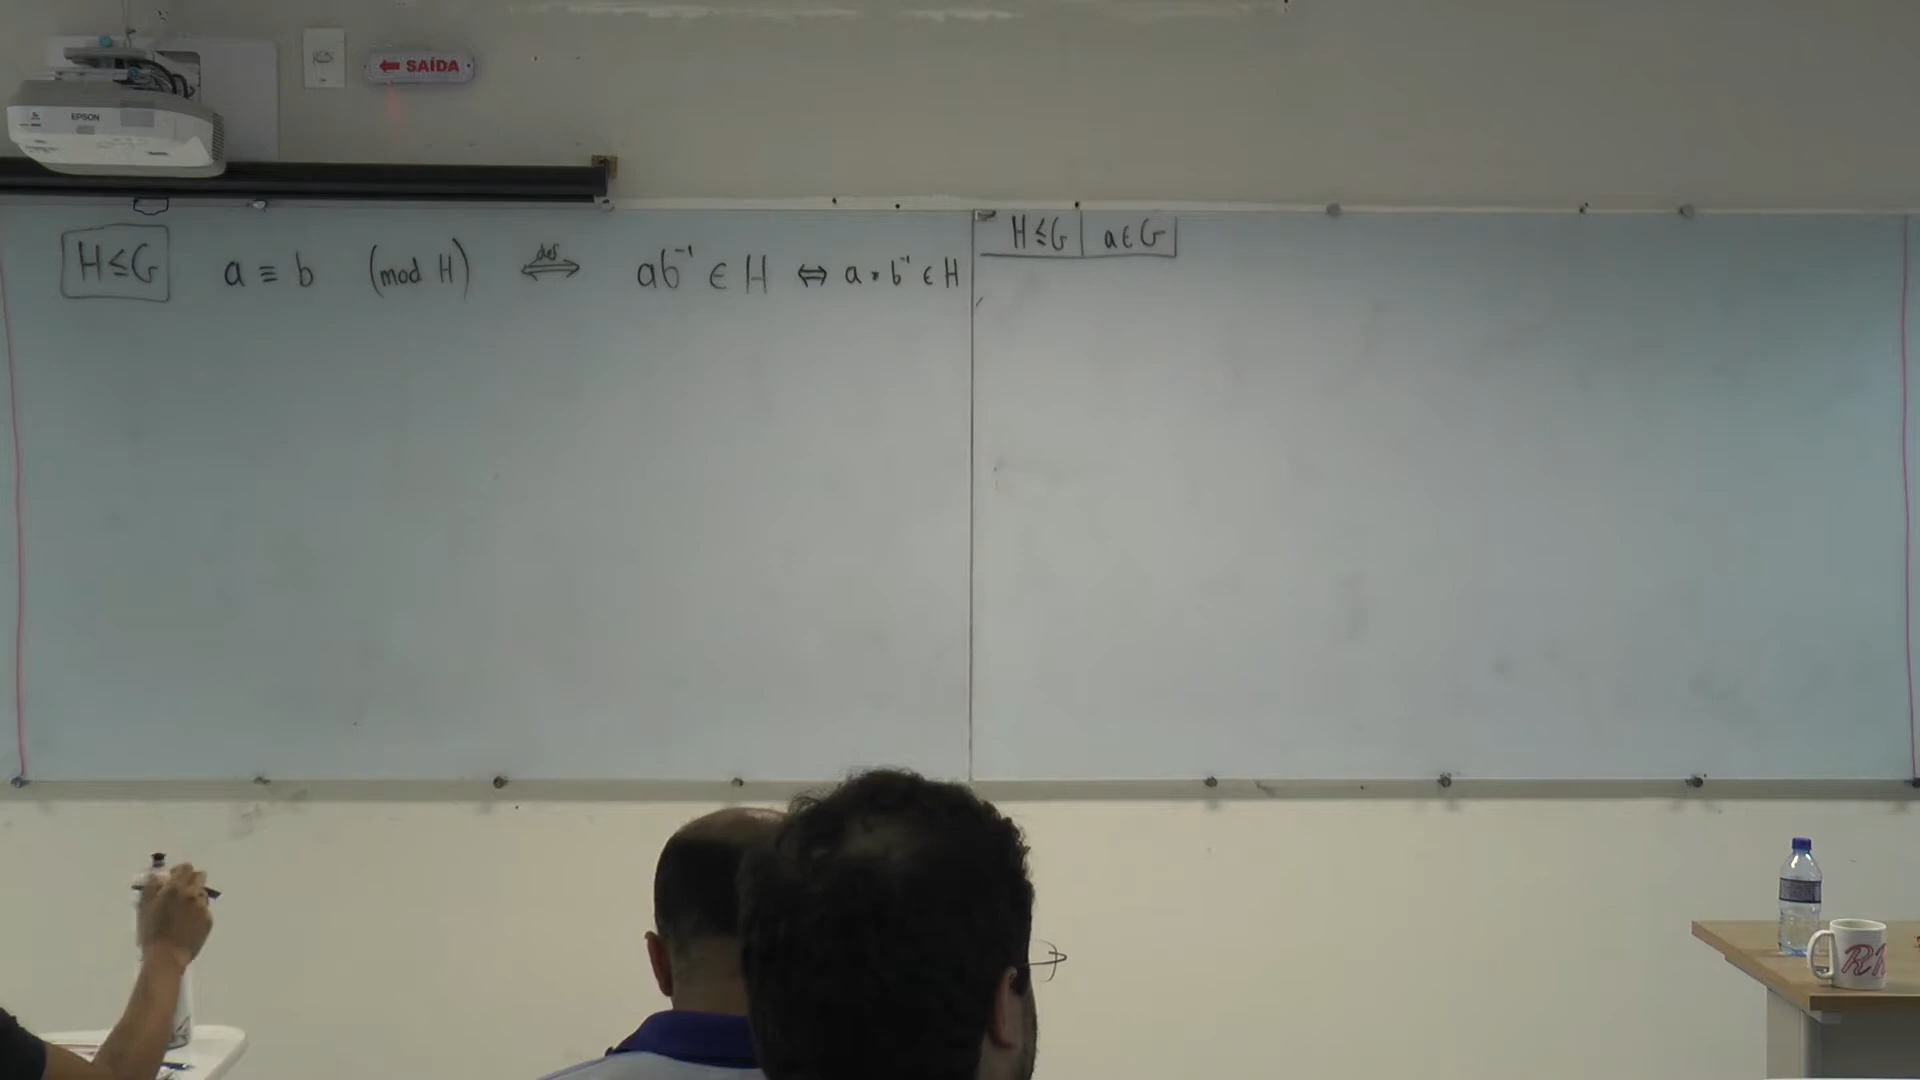 SAÍDA
EPSON
H≤G a ≡ b (mod H) ⟺def ab⁻¹ ∈ H ⇔ a • b⁻¹ ∈ H
H≤G a∈G